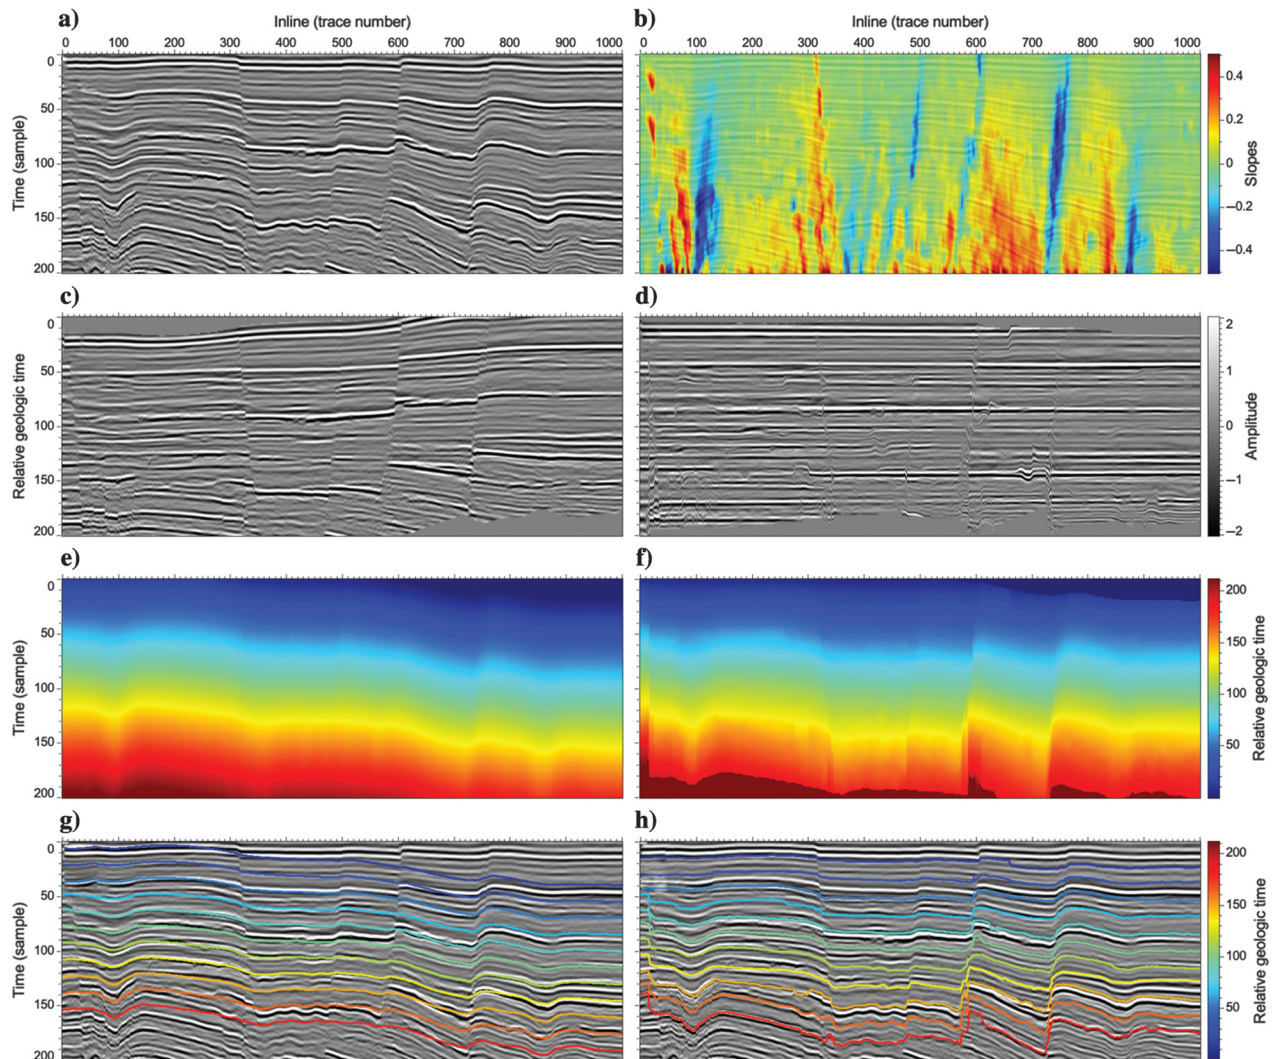 a)
Inline (trace number)
0 100 200 300 400 500 600 700 800 900 1000
Time (sample)
0
50
100
150
200
b)
Inline (trace number)
0 100 200 300 400 500 600 700 800 900 1000
0.4
0.2
0
–0.2
–0.4
Slopes
c)
Relative geologic time
0
50
100
150
200
d)
2
1
0
–1
–2
Amplitude
e)
Time (sample)
0
50
100
150
200
f)
200
150
100
50
Relative geologic time
g)
Time (sample)
0
50
100
150
200
h)
200
150
100
50
Relative geologic time